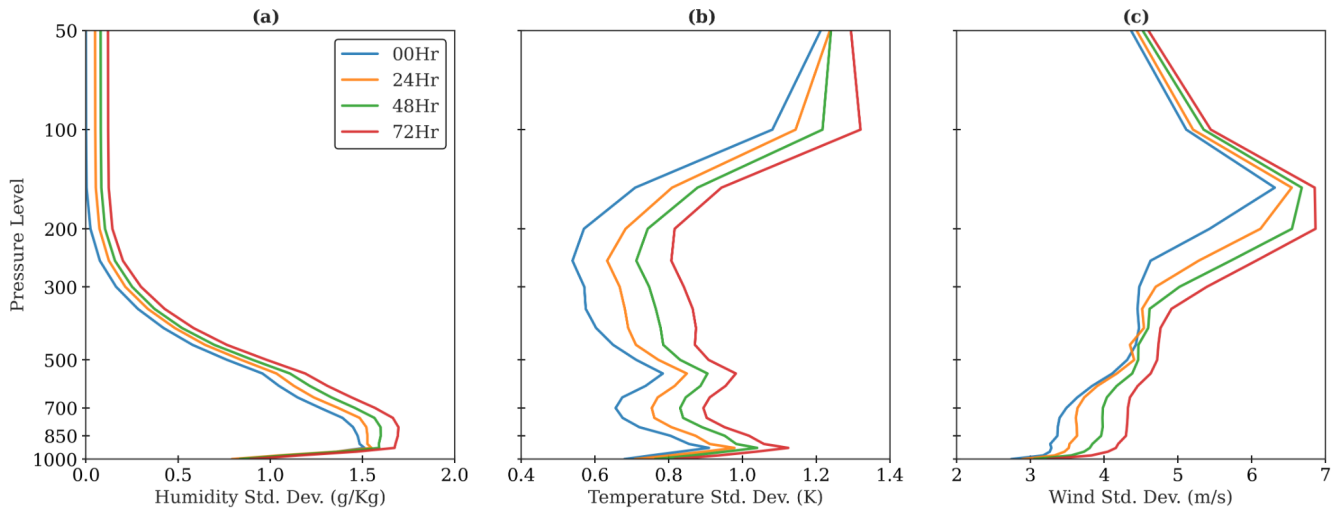 (a)
(b)
(c)
Pressure Level
50
100
200
300
500
700
850
1000
00Hr
24Hr
48Hr
72Hr
0.0 0.5 1.0 1.5 2.0
Humidity Std. Dev. (g/Kg)
0.4 0.6 0.8 1.0 1.2 1.4
Temperature Std. Dev. (K)
2 3 4 5 6 7
Wind Std. Dev. (m/s)